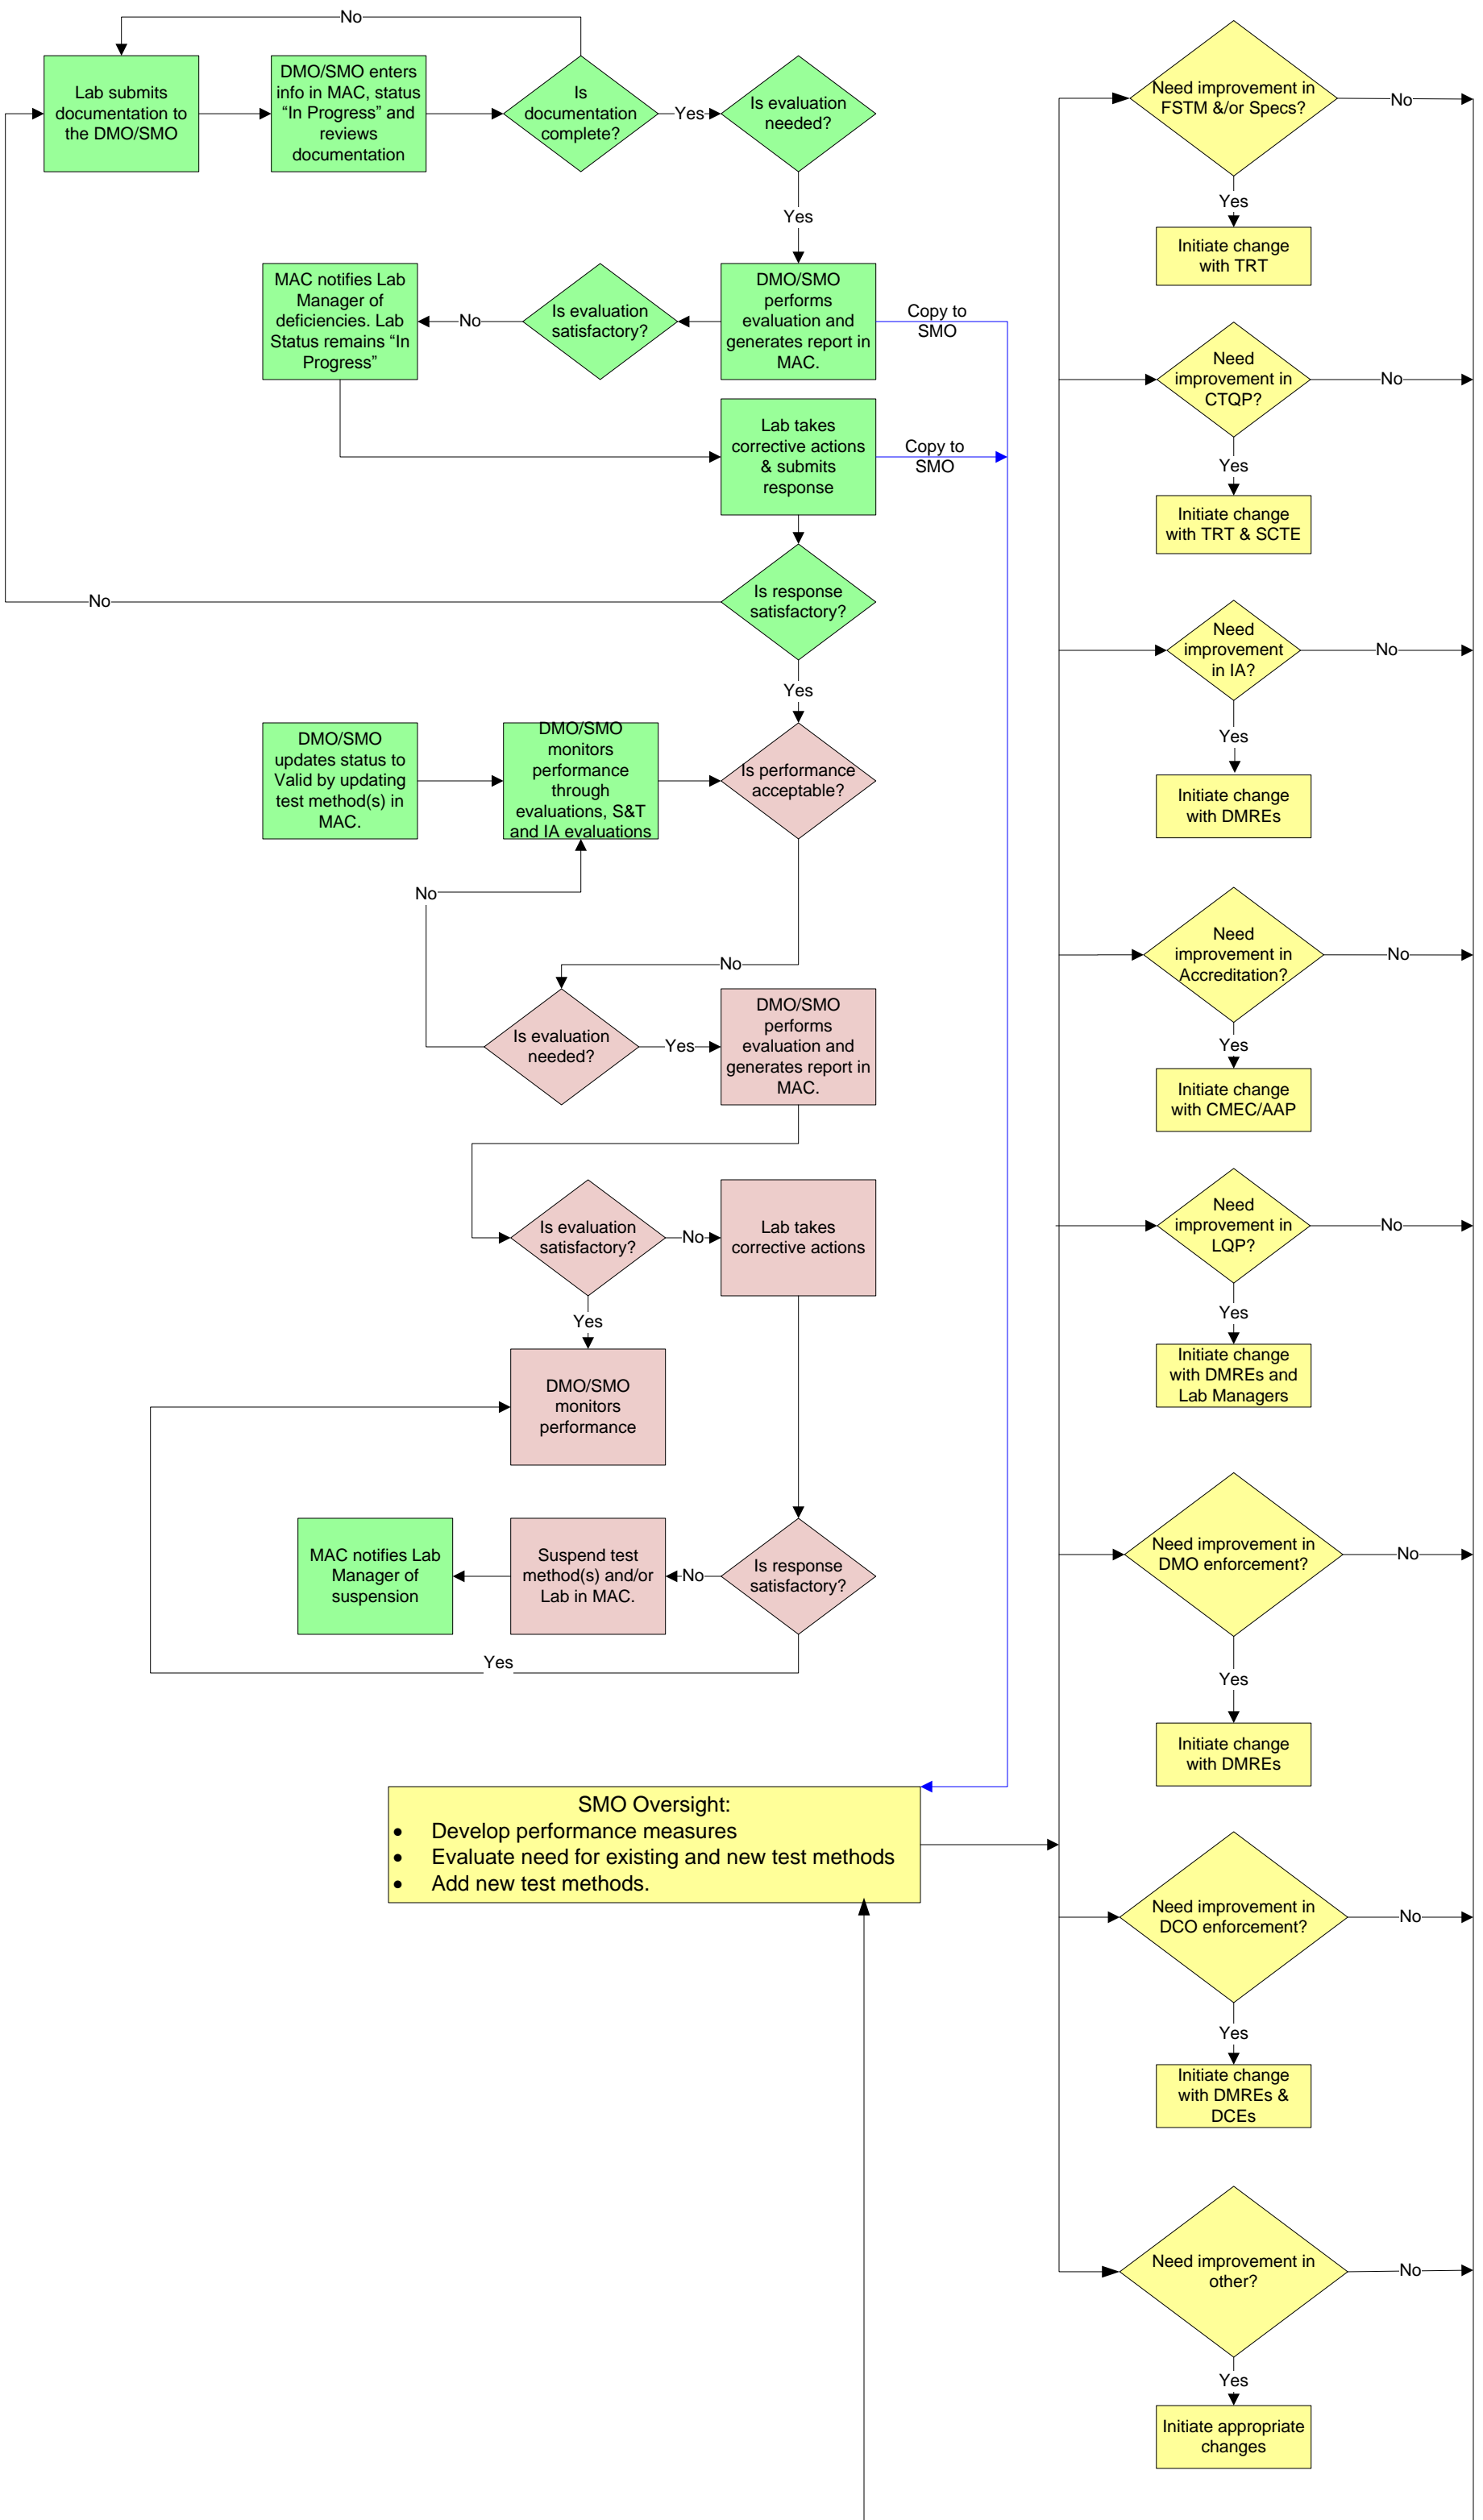 No
Lab submits
documentation to
the DMO/SMO
DMO/SMO enters
info in MAC, status
“In Progress” and
reviews
documentation
Is
documentation
complete?
Yes
Is evaluation
needed?
Yes
MAC notifies Lab
Manager of
deficiencies. Lab
Status remains “In
Progress”
No
Is evaluation
satisfactory?
DMO/SMO
performs
evaluation and
generates report in
MAC.
Copy to
SMO
Lab takes
corrective actions
& submits
response
Copy to
SMO
No
Is response
satisfactory?
Yes
DMO/SMO
updates status to
Valid by updating
test method(s) in
MAC.
DMO/SMO
monitors
performance
through
evaluations, S&T
and IA evaluations
Is performance
acceptable?
No
No
Is evaluation
needed?
Yes
DMO/SMO
performs
evaluation and
generates report in
MAC.
Is evaluation
satisfactory?
No
Lab takes
corrective actions
Yes
DMO/SMO
monitors
performance
MAC notifies Lab
Manager of
suspension
Suspend test
method(s) and/or
Lab in MAC.
No
Is response
satisfactory?
Yes
SMO Oversight:
• Develop performance measures
• Evaluate need for existing and new test methods
• Add new test methods.
Need improvement in
FSTM &/or Specs?
No
Yes
Initiate change
with TRT
Need
improvement in
CTQP?
No
Yes
Initiate change
with TRT & SCTE
Need
improvement
in IA?
No
Yes
Initiate change
with DMREs
Need
improvement in
Accreditation?
No
Yes
Initiate change
with CMEC/AAP
Need
improvement in
LQP?
No
Yes
Initiate change
with DMREs and
Lab Managers
Need improvement in
DMO enforcement?
No
Yes
Initiate change
with DMREs
Need improvement in
DCO enforcement?
No
Yes
Initiate change
with DMREs &
DCEs
Need improvement in
other?
No
Yes
Initiate appropriate
changes